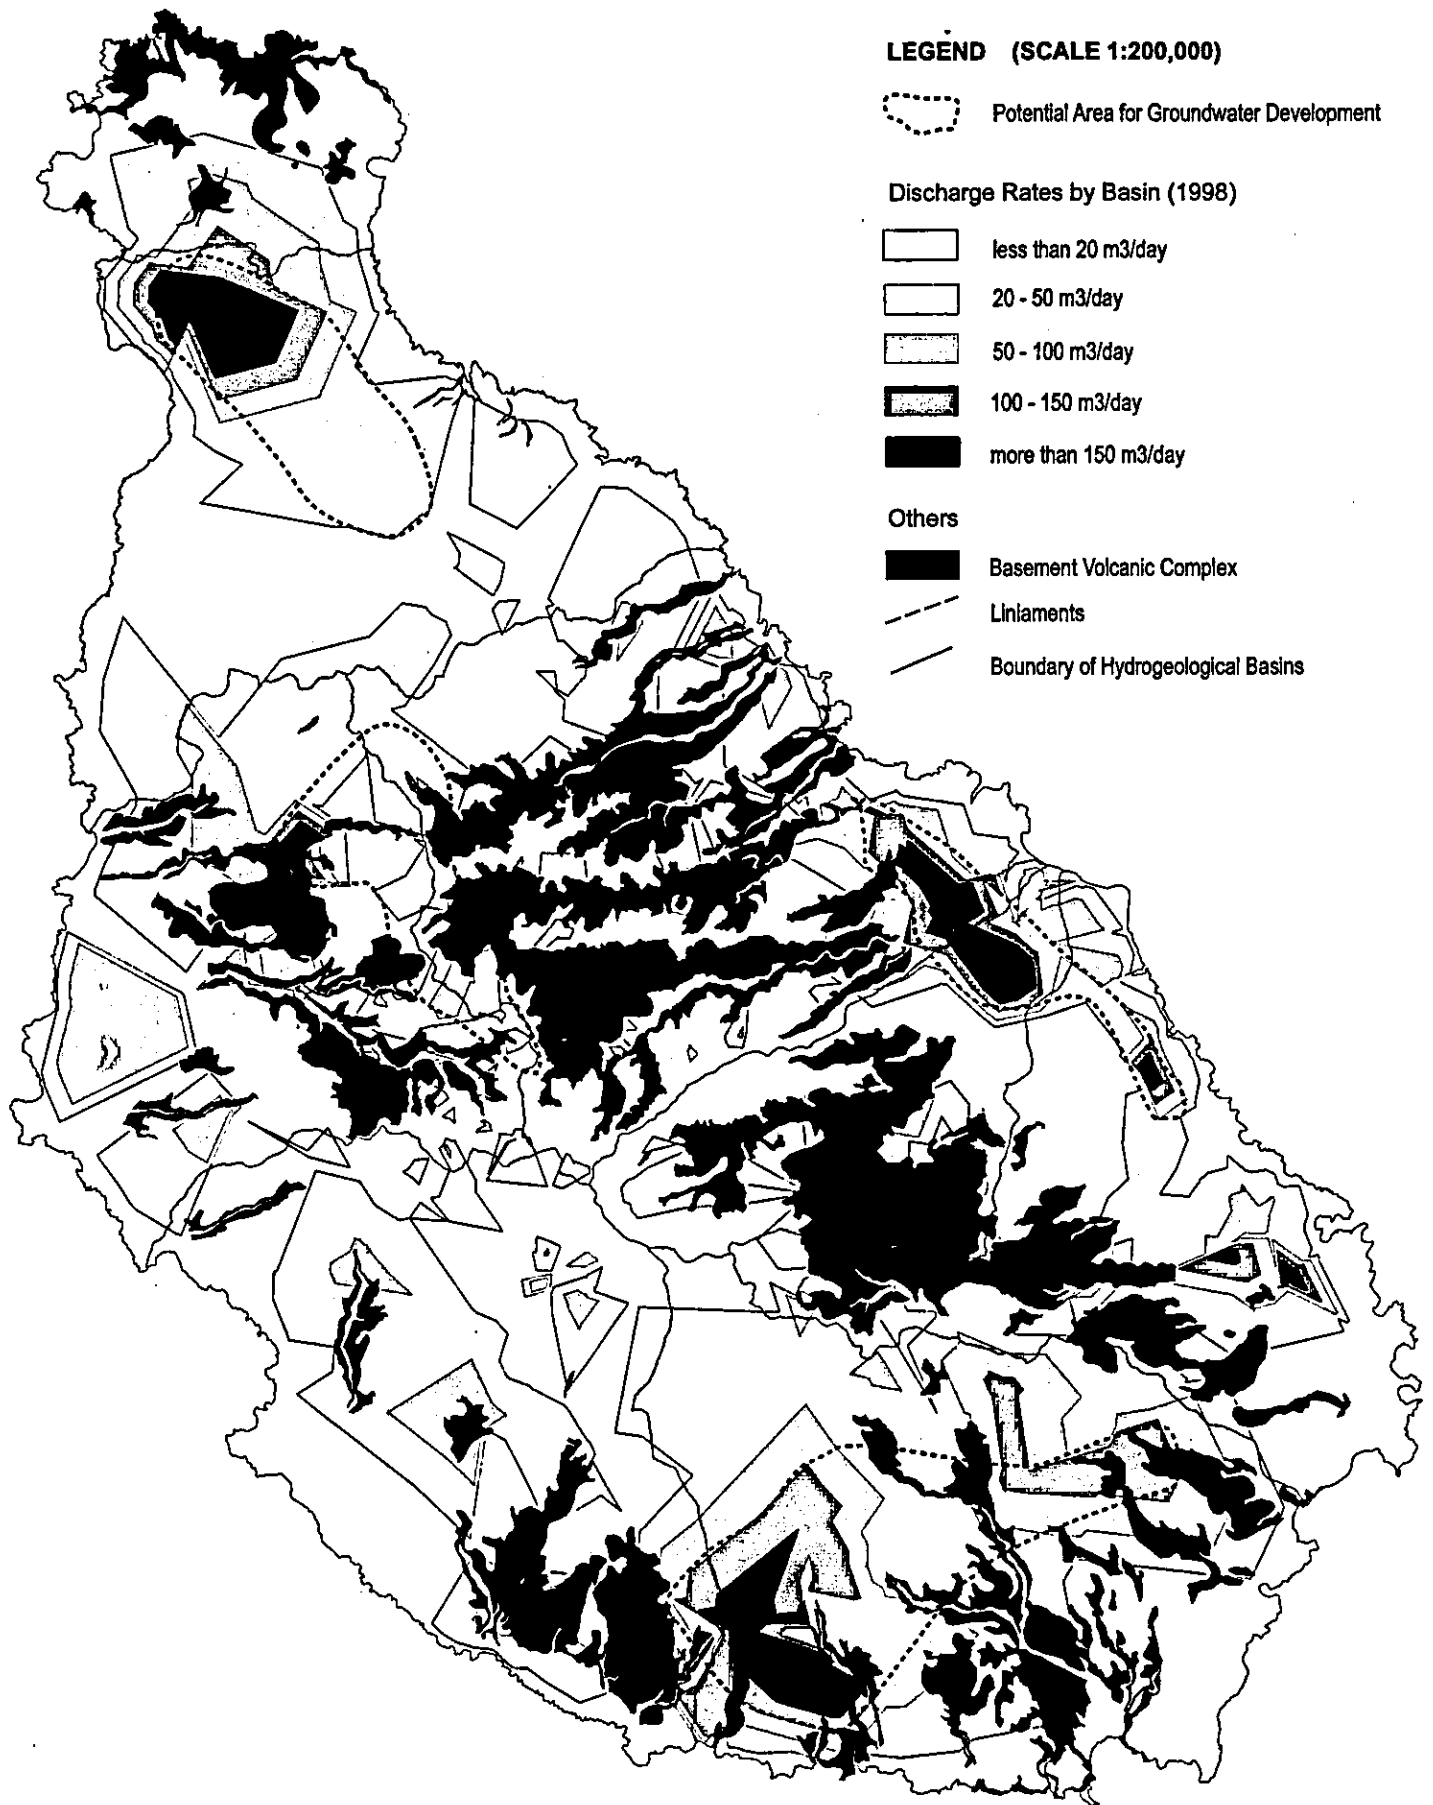 LEGEND (SCALE 1:200,000)
Potential Area for Groundwater Development
Discharge Rates by Basin (1998)
less than 20 m3/day
20 - 50 m3/day
50 - 100 m3/day
100 - 150 m3/day
more than 150 m3/day
Others
Basement Volcanic Complex
Liniaments
Boundary of Hydrogeological Basins